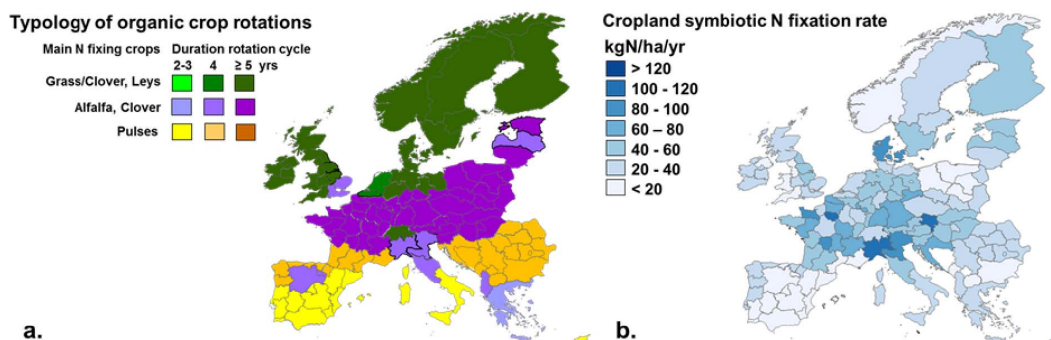 Typology of organic crop rotations
Main N fixing crops Duration rotation cycle
2-3 4 ≥ 5 yrs
Grass/Clover, Leys
Alfalfa, Clover
Pulses
a.
Cropland symbiotic N fixation rate
kgN/ha/yr
> 120
100 - 120
80 - 100
60 – 80
40 - 60
20 - 40
< 20
b.